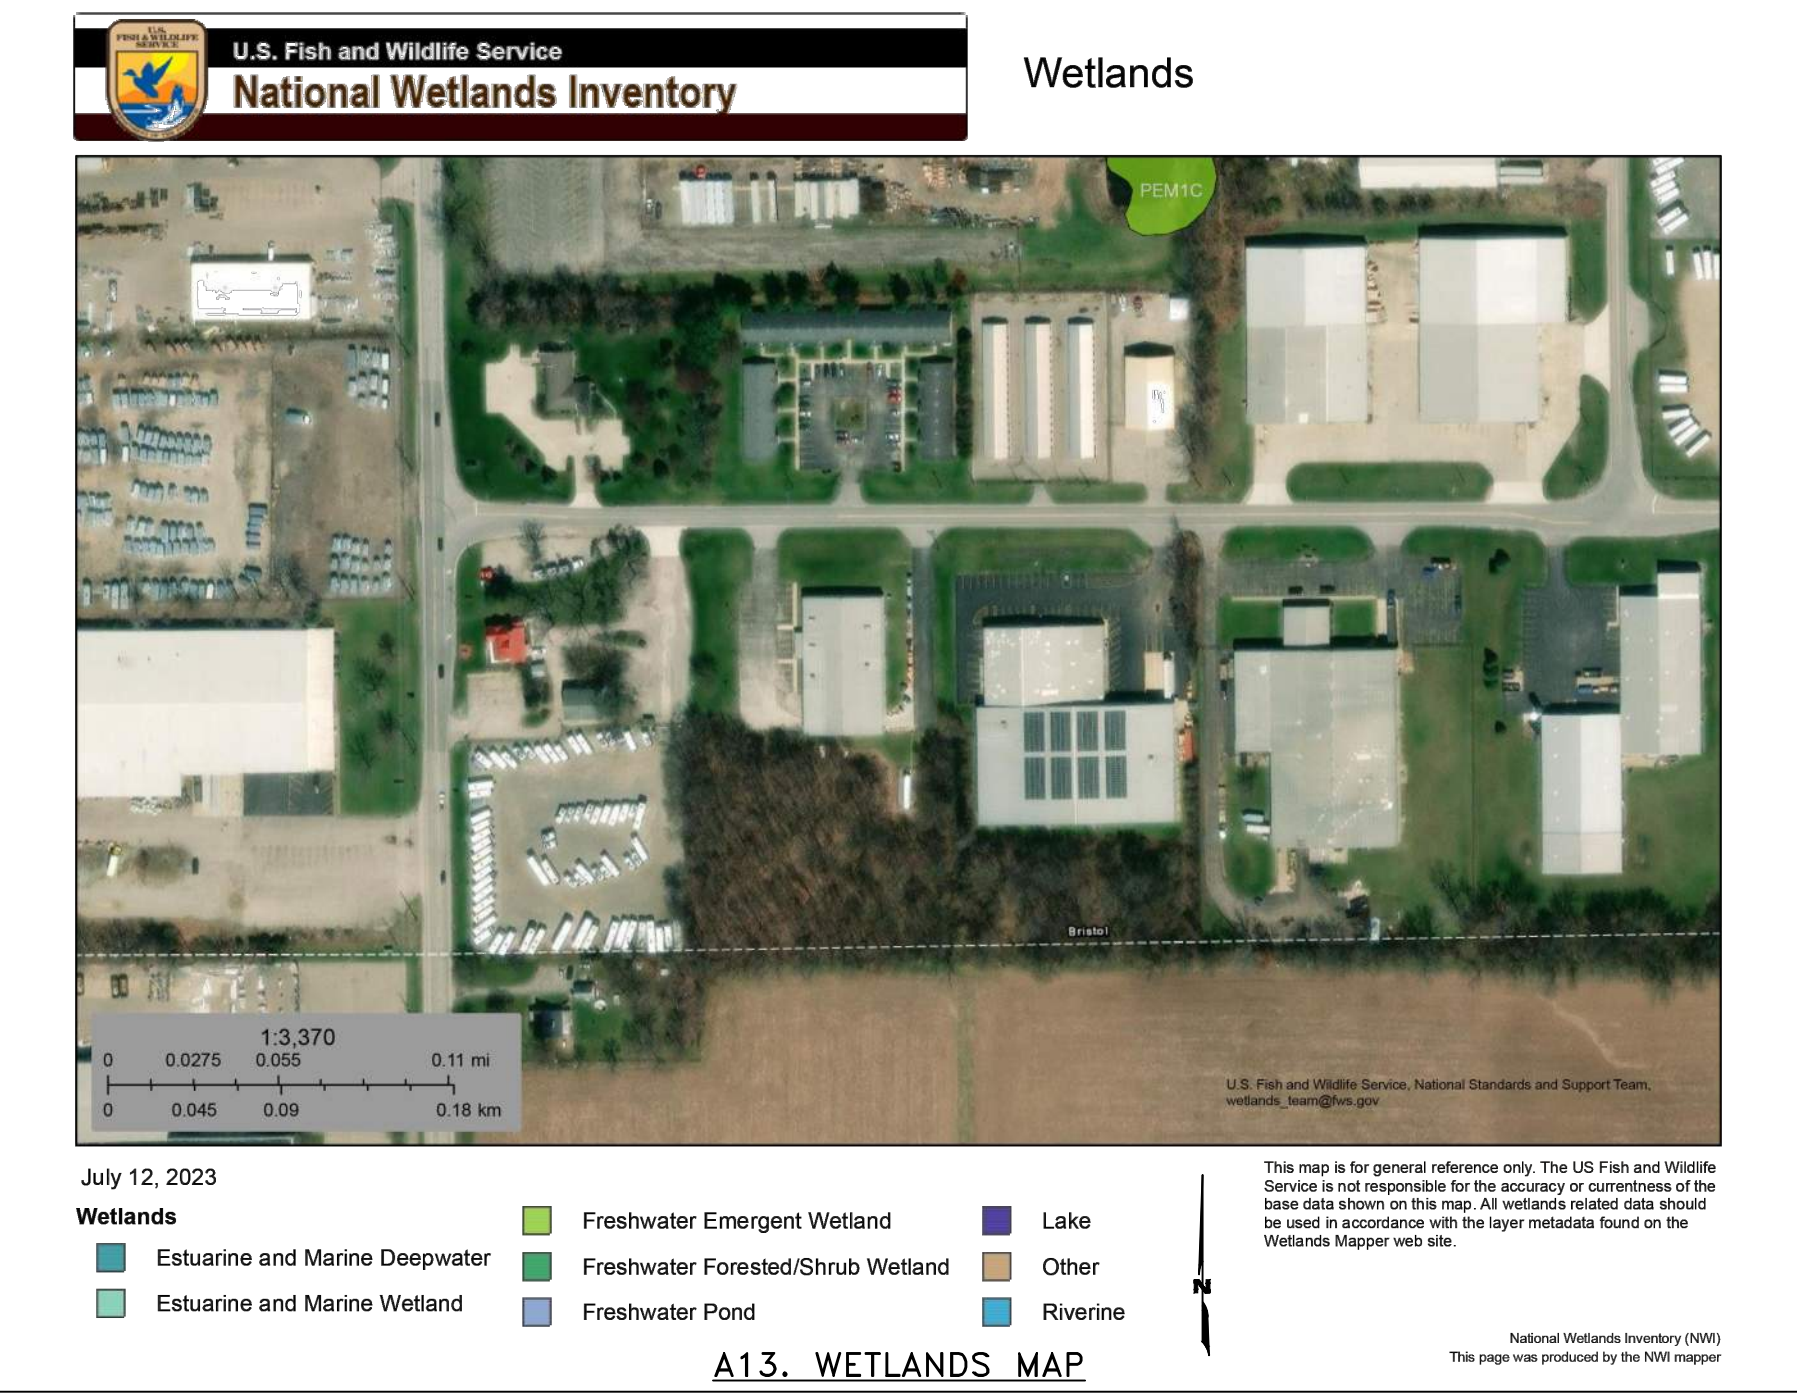 U.S.
FISH & WILDLIFE
SERVICE
U.S. Fish and Wildlife Service
National Wetlands Inventory
Wetlands
PEM1C
Bristol
1:3,370
0 0.0275 0.055 0.11 mi
0 0.045 0.09 0.18 km
U.S. Fish and Wildlife Service, National Standards and Support Team,
wetlands_team@fws.gov
July 12, 2023
Wetlands
Estuarine and Marine Deepwater
Estuarine and Marine Wetland
Freshwater Emergent Wetland
Freshwater Forested/Shrub Wetland
Freshwater Pond
Lake
Other
Riverine
N
This map is for general reference only. The US Fish and Wildlife
Service is not responsible for the accuracy or currentness of the
base data shown on this map. All wetlands related data should
be used in accordance with the layer metadata found on the
Wetlands Mapper web site.
National Wetlands Inventory (NWI)
This page was produced by the NWI mapper
A13. WETLANDS MAP